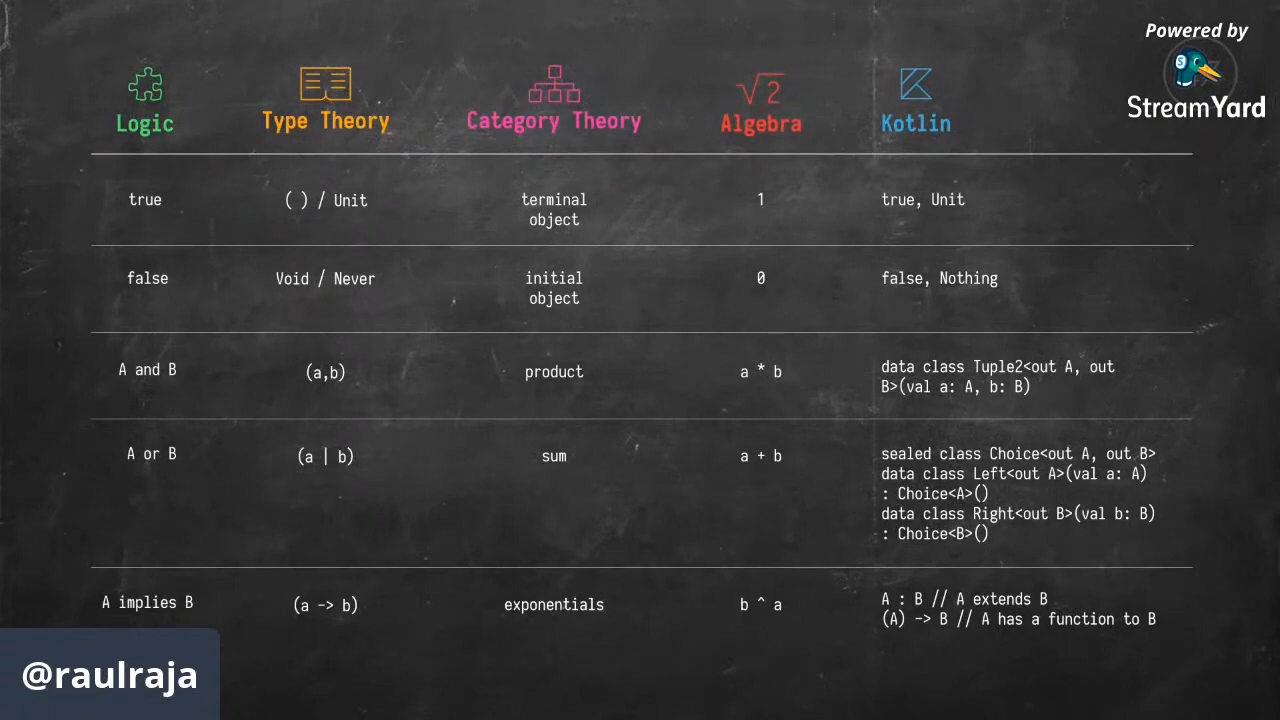 Powered by
StreamYard
√2
Logic
Type Theory
Category Theory
Algebra
Kotlin
true
( ) / Unit
terminal
object
1
true, Unit
false
Void / Never
initial
object
0
false, Nothing
A and B
(a,b)
product
a * b
data class Tuple2<out A, out
B>(val a: A, b: B)
A or B
(a | b)
sum
a + b
sealed class Choice<out A, out B>
data class Left<out A>(val a: A)
: Choice<A>()
data class Right<out B>(val b: B)
: Choice<B>()
A implies B
(a -> b)
exponentials
b ^ a
A : B // A extends B
(A) -> B // A has a function to B
@raulraja